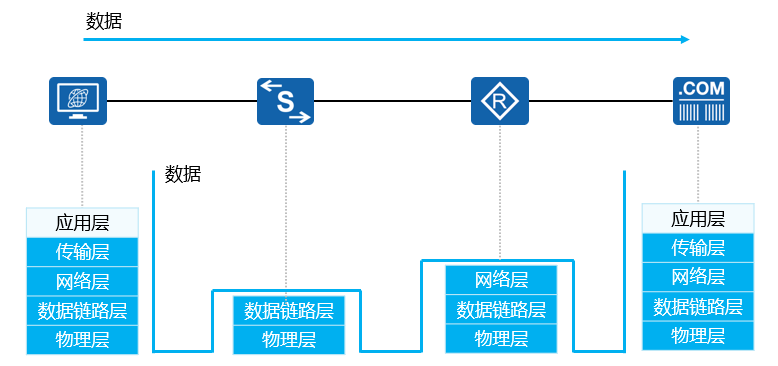 数据
S
R
.COM
数据
应用层
传输层
网络层
数据链路层
物理层
数据链路层
物理层
网络层
数据链路层
物理层
应用层
传输层
网络层
数据链路层
物理层